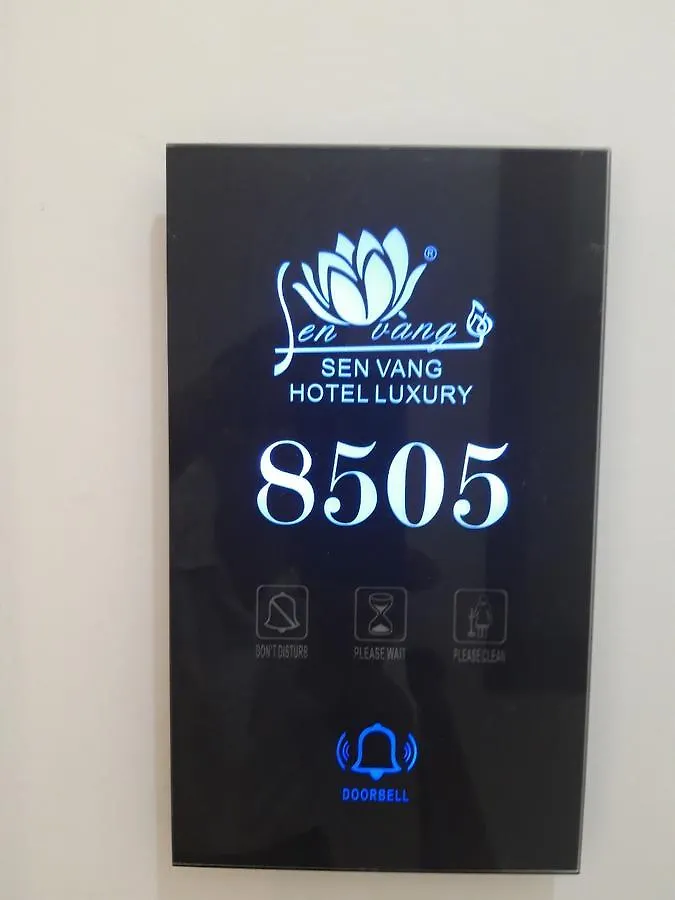 Sen vàng ®
SEN VANG
HOTEL LUXURY
8505
DON'T DISTURB PLEASE WAIT PLEASE CLEAN
DOORBELL